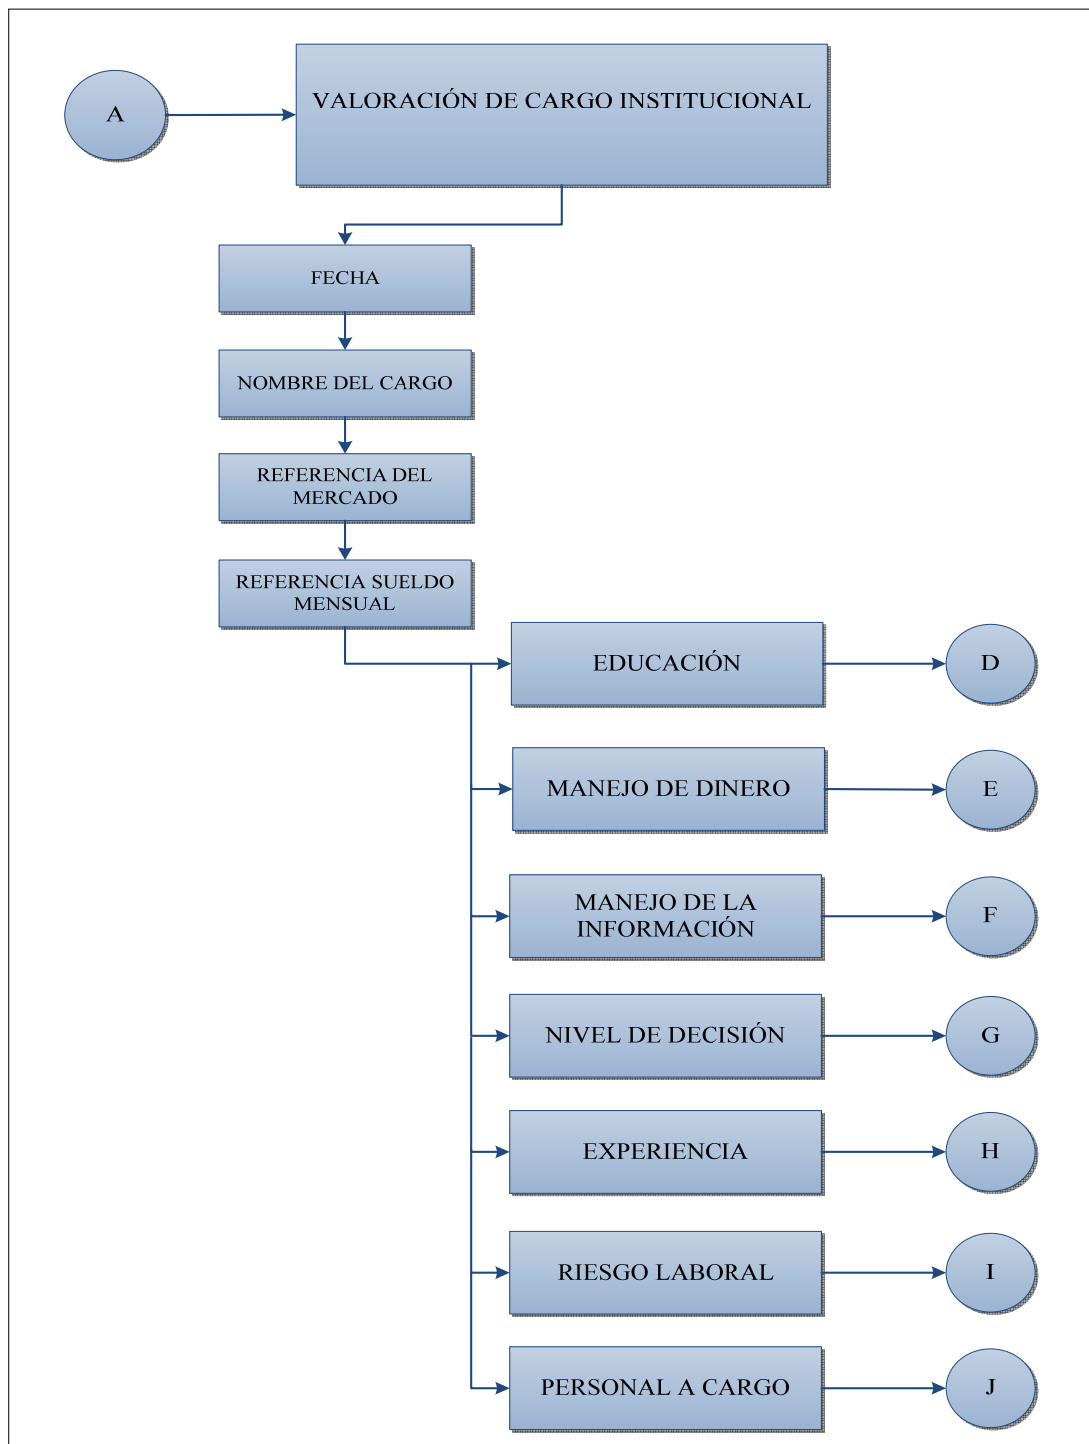 A
VALORACIÓN DE CARGO INSTITUCIONAL
FECHA
NOMBRE DEL CARGO
REFERENCIA DEL
MERCADO
REFERENCIA SUELDO
MENSUAL
EDUCACIÓN
D
MANEJO DE DINERO
E
MANEJO DE LA
INFORMACIÓN
F
NIVEL DE DECISIÓN
G
EXPERIENCIA
H
RIESGO LABORAL
I
PERSONAL A CARGO
J